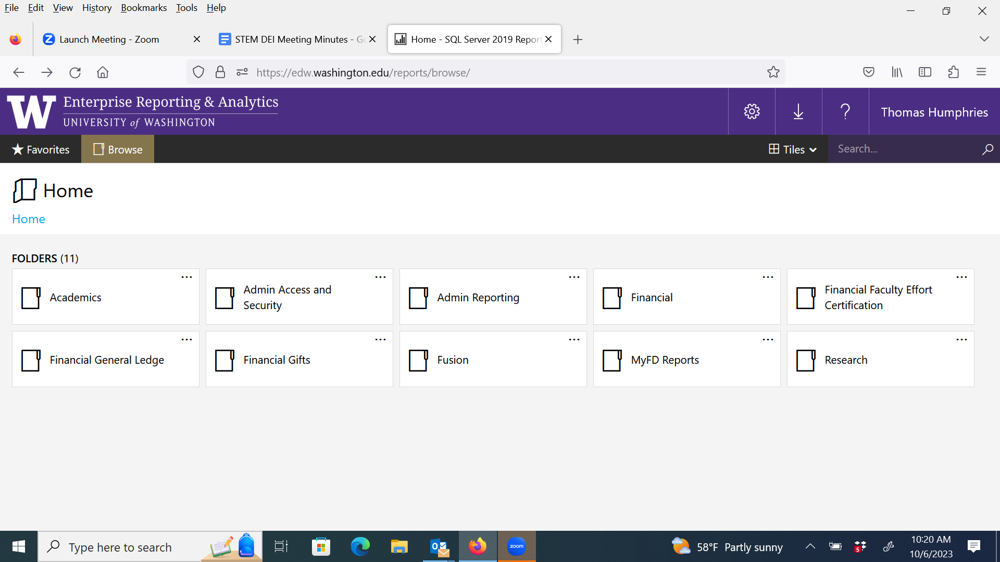 File Edit View History Bookmarks Tools Help
Launch Meeting - Zoom
STEM DEI Meeting Minutes - Go
Home - SQL Server 2019 Report
https://edw.washington.edu/reports/browse/
W Enterprise Reporting & Analytics
UNIVERSITY of WASHINGTON
? Thomas Humphries
Favorites Browse Tiles Search...
Home
Home
FOLDERS (11)
Academics
Admin Access and
Security
Admin Reporting
Financial
Financial Faculty Effort
Certification
Financial General Ledge
Financial Gifts
Fusion
MyFD Reports
Research
Type here to search
zoom
58°F Partly sunny
5
10:20 AM
10/6/2023